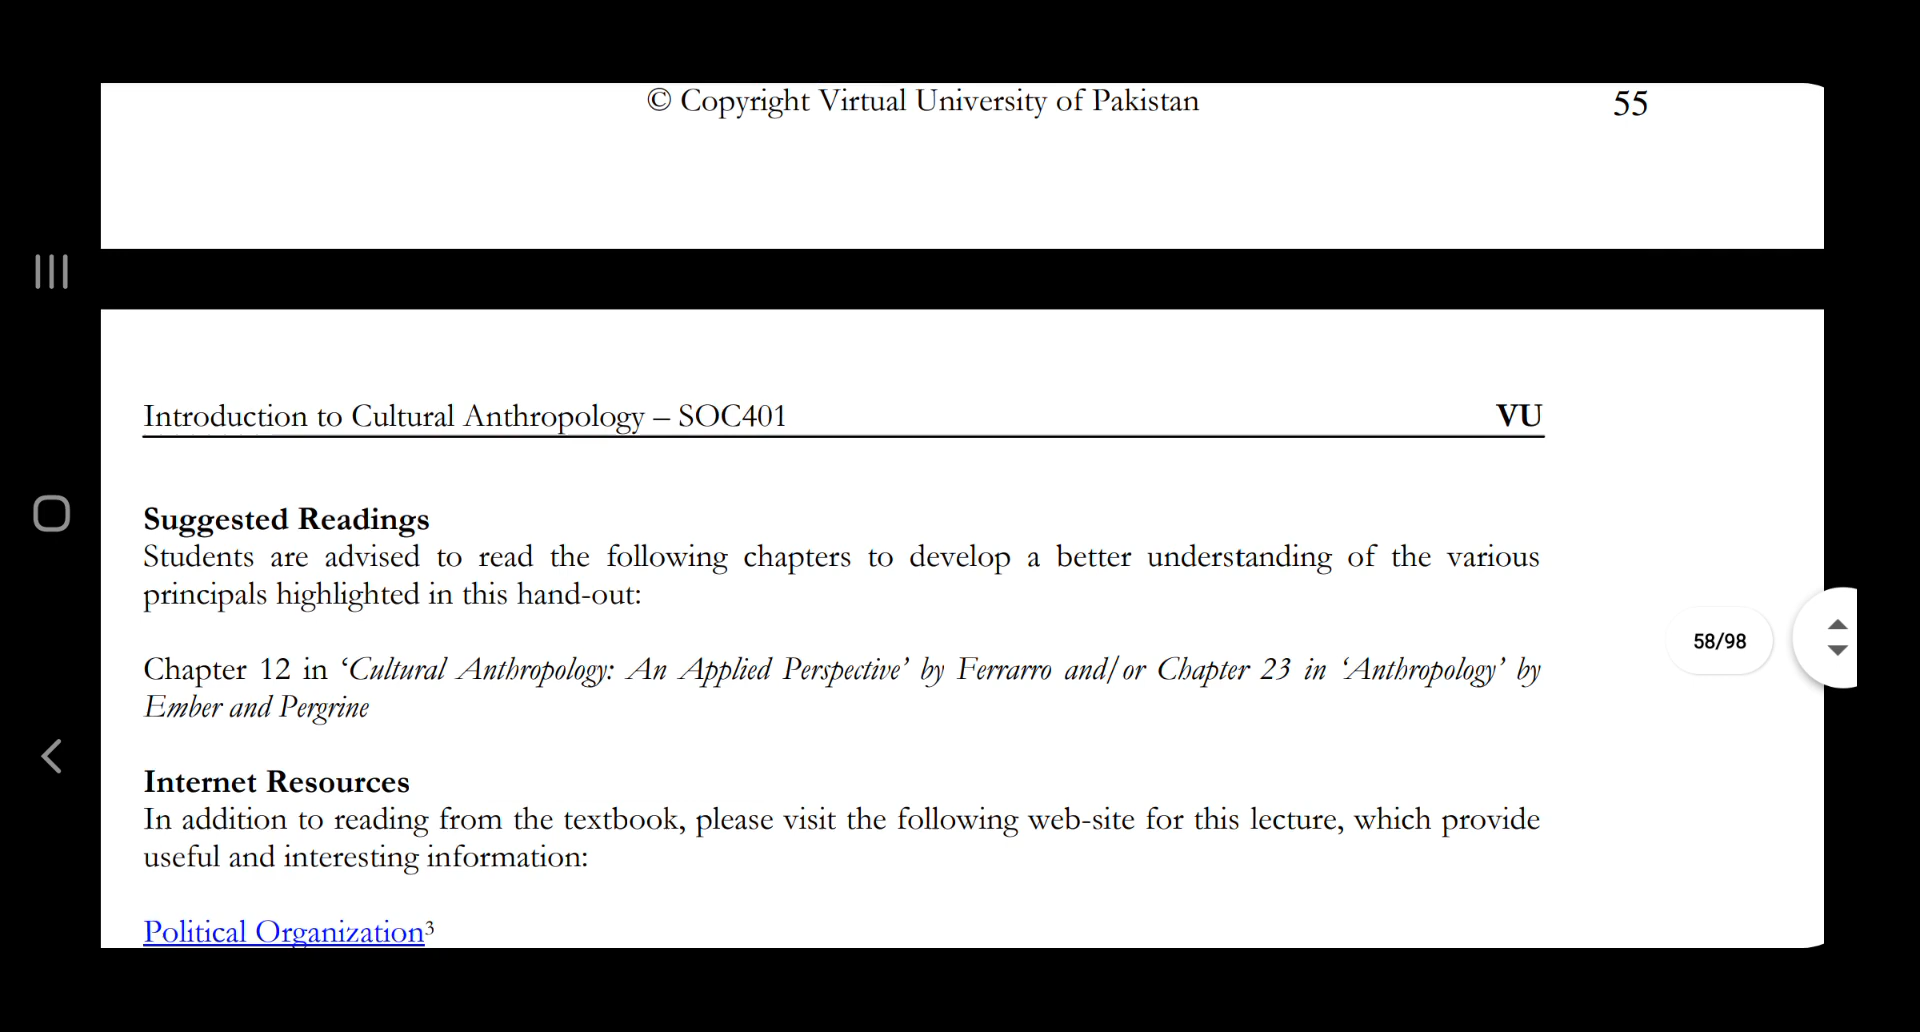 © Copyright Virtual University of Pakistan 55
Introduction to Cultural Anthropology – SOC401 VU
Suggested Readings
Students are advised to read the following chapters to develop a better understanding of the various
principals highlighted in this hand-out:
Chapter 12 in ‘Cultural Anthropology: An Applied Perspective’ by Ferrarro and/or Chapter 23 in ‘Anthropology’ by
Ember and Pergrine
58/98
Internet Resources
In addition to reading from the textbook, please visit the following web-site for this lecture, which provide
useful and interesting information:
Political Organization³